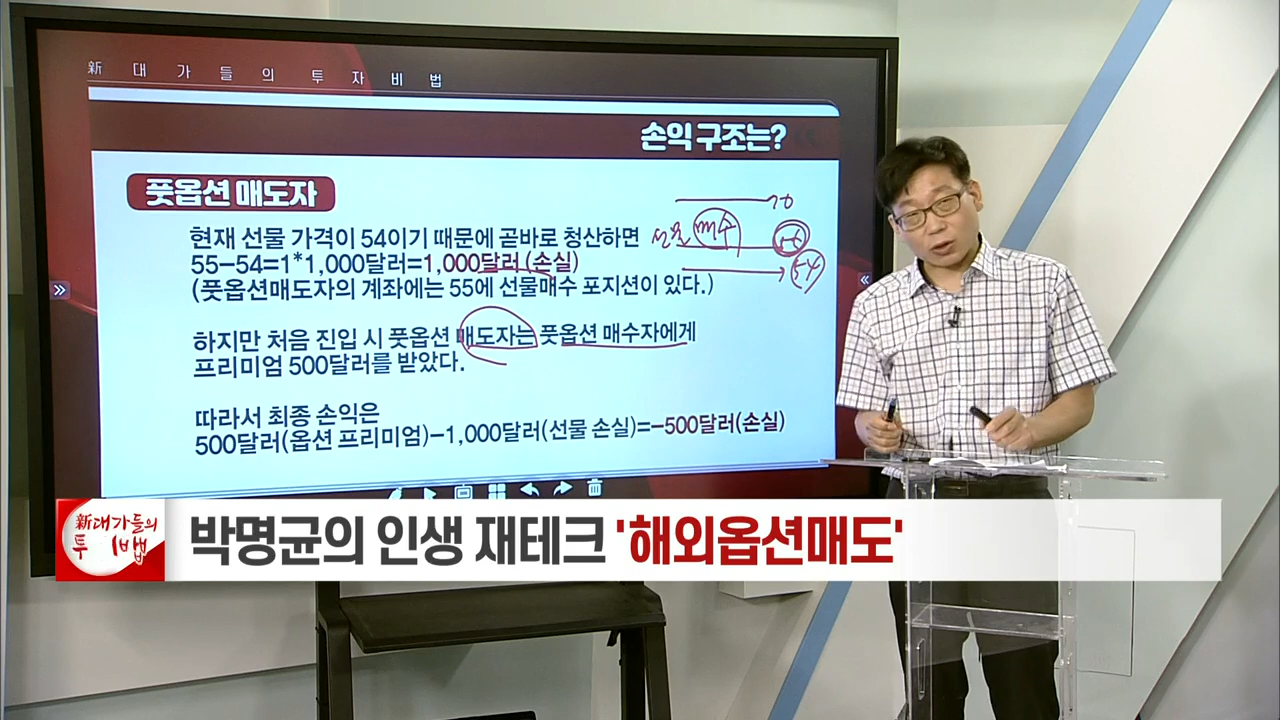 新 대 가 들 의 투 자 비 법
손익 구조는?
풋옵션 매도자
현재 선물 가격이 54이기 때문에 곧바로 청산하면
55-54=1*1,000달러=1,000달러 (손실)
(풋옵션매도자의 계좌에는 55에 선물매수 포지션이 있다.)
선물 매수
54
하지만 처음 진입 시 풋옵션 매도자는 풋옵션 매수자에게
프리미엄 500달러를 받았다.
따라서 최종 손익은
500달러(옵션 프리미엄)-1,000달러(선물 손실)=-500달러(손실)
新대가들의
투
박명균의 인생 재테크 '해외옵션매도'